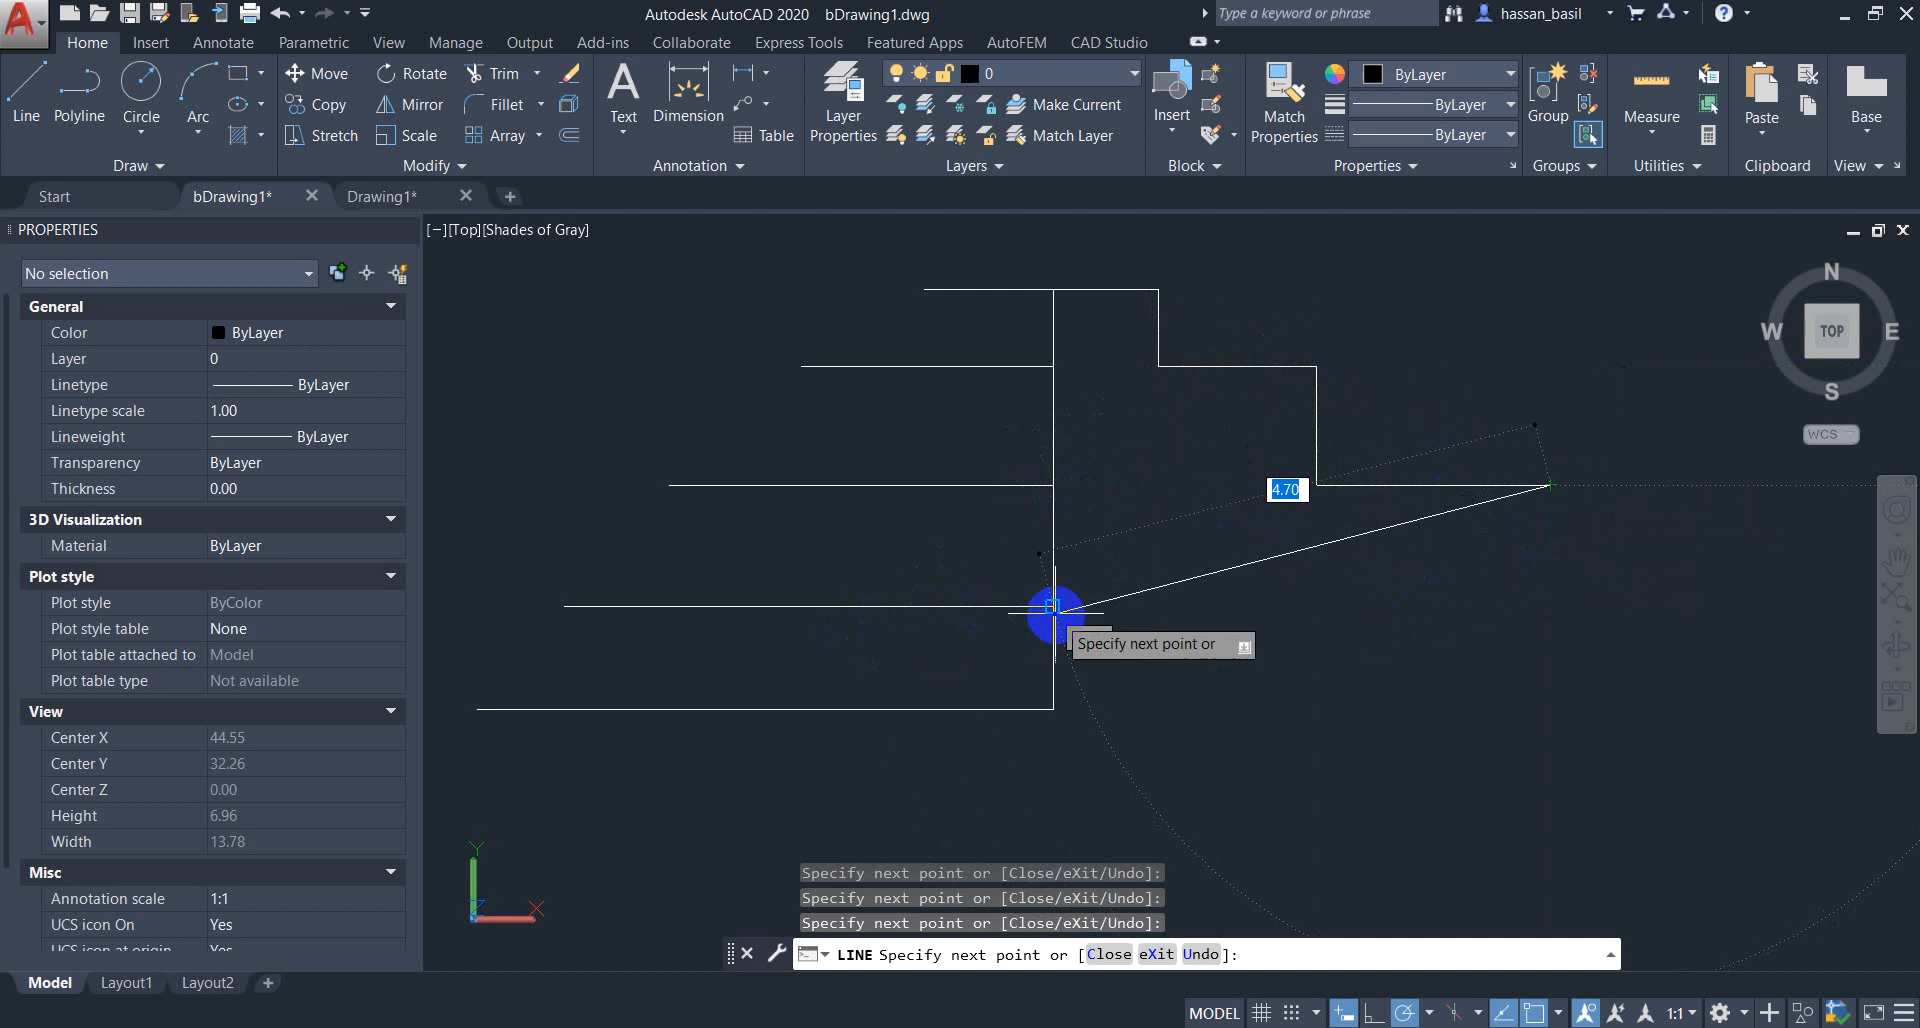 Autodesk AutoCAD 2020 bDrawing1.dwg
Type a keyword or phrase
hassan_basil
Home Insert Annotate Parametric View Manage Output Add-ins Collaborate Express Tools Featured Apps AutoFEM CAD Studio
Line Polyline Circle Arc
Move Rotate Trim
Copy Mirror Fillet
Stretch Scale Array
Text Dimension Table
Layer Properties
0
Make Current
Match Layer
Insert
Match Properties
ByLayer
ByLayer
ByLayer
Group Measure Paste Base
Draw Modify Annotation Layers Block Properties Groups Utilities Clipboard View
Start bDrawing1* Drawing1*
PROPERTIES
[−][Top][Shades of Gray]
No selection
General
Color ByLayer
Layer 0
Linetype ByLayer
Linetype scale 1.00
Lineweight ByLayer
Transparency ByLayer
Thickness 0.00
3D Visualization
Material ByLayer
Plot style
Plot style ByColor
Plot style table None
Plot table attached to Model
Plot table type Not available
View
Center X 44.55
Center Y 32.26
Center Z 0.00
Height 6.96
Width 13.78
Misc
Annotation scale 1:1
UCS icon On Yes
UCS icon at origin Yes
N
W TOP E
S
WCS
4.70
Specify next point or
Y
X
Z
Specify next point or [Close/eXit/Undo]:
Specify next point or [Close/eXit/Undo]:
Specify next point or [Close/eXit/Undo]:
LINE Specify next point or [Close eXit Undo]:
Model Layout1 Layout2
MODEL 1:1